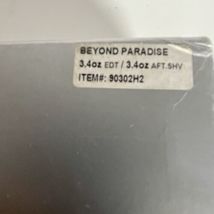 BEYOND PARADISE
3.4oz EDT / 3.4oz AFT.SHV
ITEM#: 90302H2